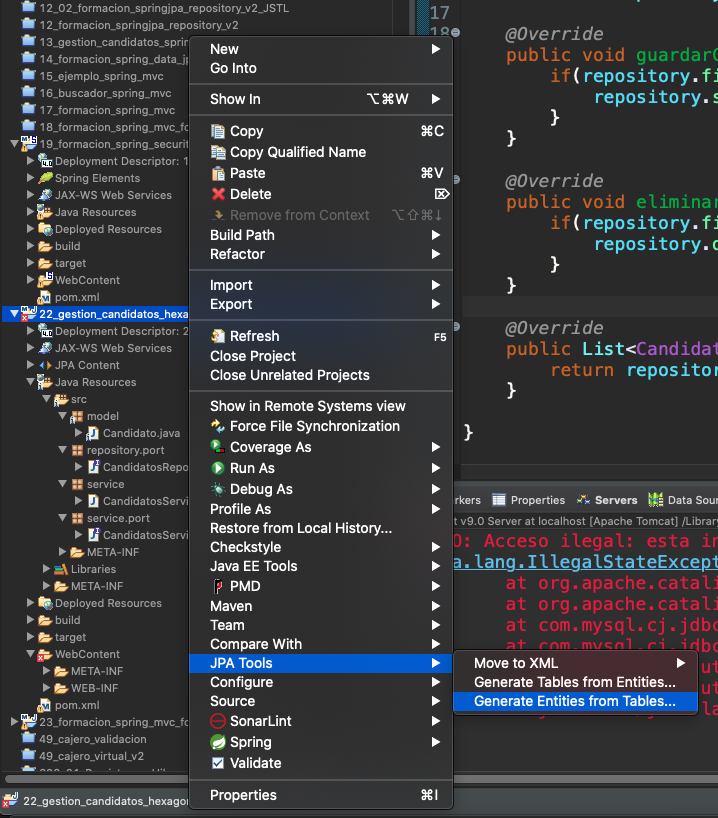 12_02_formacion_springjpa_repository_v2_JSTL
12_formacion_springjpa_repository_v2
13_gestion_candidatos_sprin
14_formacion_spring_data_jp
15_ejemplo_spring_mvc
16_buscador_spring_mvc
17_formacion_spring_mvc
18_formacion_spring_mvc_fo
19_formacion_spring_securit
Deployment Descriptor: 1
Spring Elements
JAX-WS Web Services
Java Resources
Deployed Resources
build
target
WebContent
pom.xml
22_gestion_candidatos_hexa
Deployment Descriptor: 2
JAX-WS Web Services
JPA Content
Java Resources
src
model
Candidato.java
repository.port
CandidatosRepo
service
CandidatosServi
service.port
CandidatosServi
META-INF
Libraries
META-INF
Deployed Resources
build
target
WebContent
META-INF
WEB-INF
pom.xml
23_formacion_spring_mvc_fo
49_cajero_validacion
49_cajero_virtual_v2
22_gestion_candidatos_hexagon
New
Go Into
Show In ⌥⌘W
Copy ⌘C
Copy Qualified Name
Paste ⌘V
Delete ⌦
Remove from Context ⌥⇧⌘↓
Build Path
Refactor
Import
Export
Refresh F5
Close Project
Close Unrelated Projects
Show in Remote Systems view
Force File Synchronization
Coverage As
Run As
Debug As
Profile As
Restore from Local History...
Checkstyle
Java EE Tools
PMD
Maven
Team
Compare With
JPA Tools
Configure
Source
SonarLint
Spring
Validate
Properties ⌘I
Move to XML
Generate Tables from Entities...
Generate Entities from Tables...
17
18
@Override
public void guardarC
if(repository.fi
repository.s
}
}
@Override
public void eliminar
if(repository.fi
repository.d
}
}
@Override
public List<Candidat
return repositor
}
}
rkers Properties Servers Data Sour
t v9.0 Server at localhost [Apache Tomcat] /Library
O: Acceso ilegal: esta in
a.lang.IllegalStateExcept
at org.apache.catali
at org.apache.catali
at com.mysql.cj.jdbc
at com.mysql.cj.jdbc